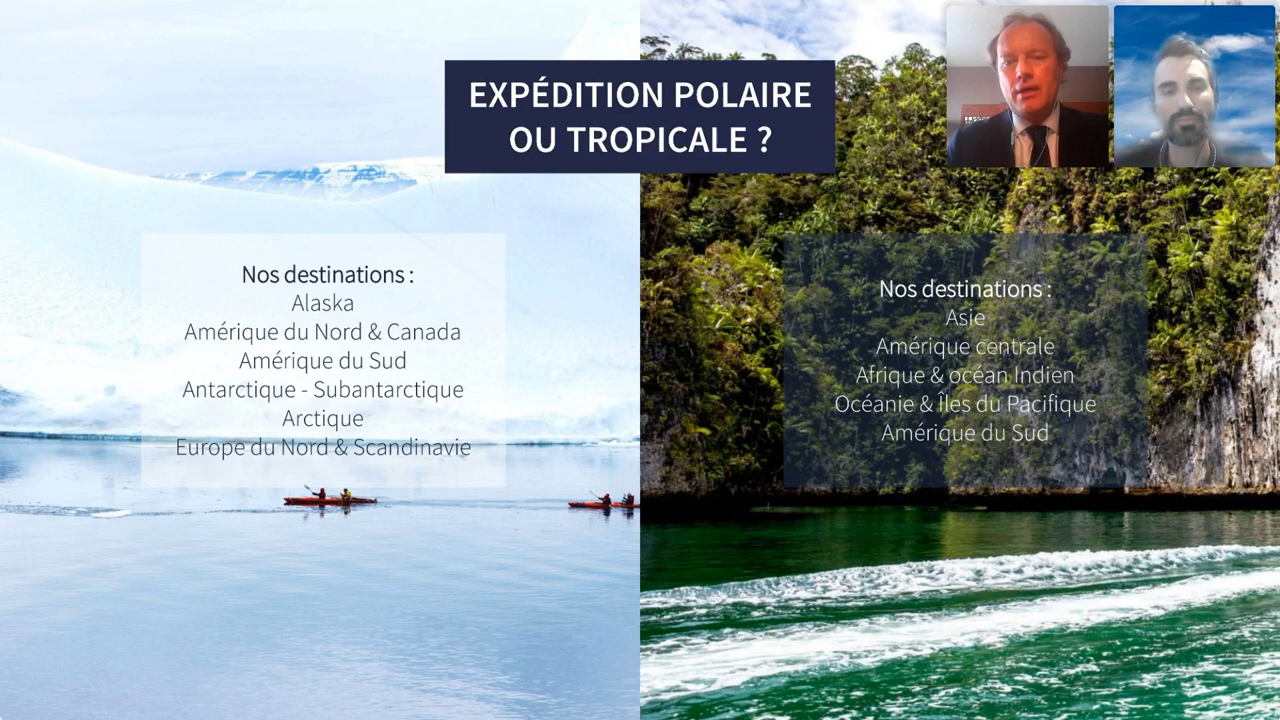 EXPÉDITION POLAIRE
OU TROPICALE ?
Nos destinations :
Alaska
Amérique du Nord & Canada
Amérique du Sud
Antarctique - Subantarctique
Arctique
Europe du Nord & Scandinavie
Nos destinations :
Asie
Amérique centrale
Afrique & océan Indien
Océanie & Îles du Pacifique
Amérique du Sud